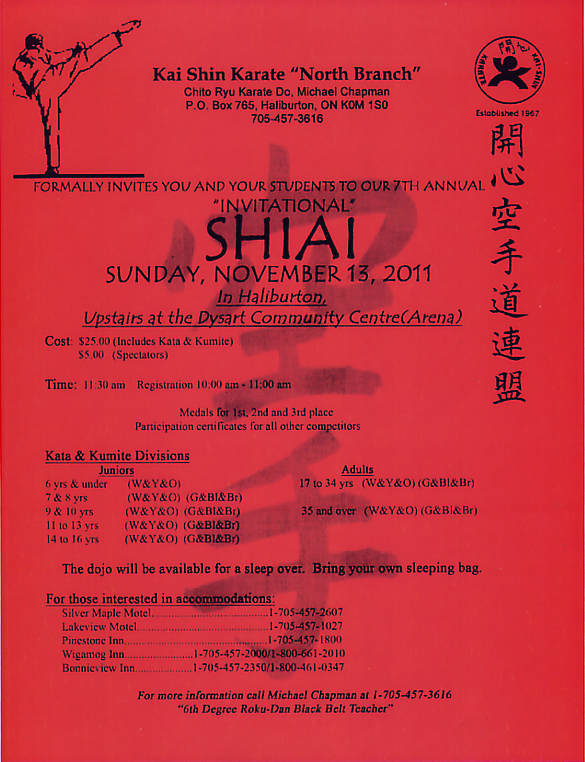 Kai Shin Karate "North Branch"
Chito Ryu Karate Do, Michael Chapman
P.O. Box 765, Haliburton, ON K0M 1S0
705-457-3616
開心
KARATE KAI-SHIN
Established 1967
開心空手道連盟
FORMALLY INVITES YOU AND YOUR STUDENTS TO OUR 7TH ANNUAL
"INVITATIONAL"
SHIAI
SUNDAY, NOVEMBER 13, 2011
In Haliburton,
Upstairs at the Dysart Community Centre(Arena)
空手
Cost: $25.00 (Includes Kata & Kumite)
$5.00 (Spectators)
Time: 11:30 am Registration 10:00 am - 11:00 am
Medals for 1st, 2nd and 3rd place
Participation certificates for all other competitors
Kata & Kumite Divisions
Juniors Adults
6 yrs & under (W&Y&O) 17 to 34 yrs (W&Y&O) (G&Bl&Br)
7 & 8 yrs (W&Y&O) (G&Bl&Br)
9 & 10 yrs (W&Y&O) (G&Bl&Br) 35 and over (W&Y&O) (G&Bl&Br)
11 to 13 yrs (W&Y&O) (G&Bl&Br)
14 to 16 yrs (W&Y&O) (G&Bl&Br)
The dojo will be available for a sleep over. Bring your own sleeping bag.
For those interested in accommodations:
Silver Maple Motel..............................1-705-457-2607
Lakeview Motel.................................1-705-457-1027
Pinestone Inn....................................1-705-457-1800
Wigamog Inn...................1-705-457-2000/1-800-661-2010
Bonnieview Inn................1-705-457-2350/1-800-461-0347
For more information call Michael Chapman at 1-705-457-3616
"6th Degree Roku-Dan Black Belt Teacher"